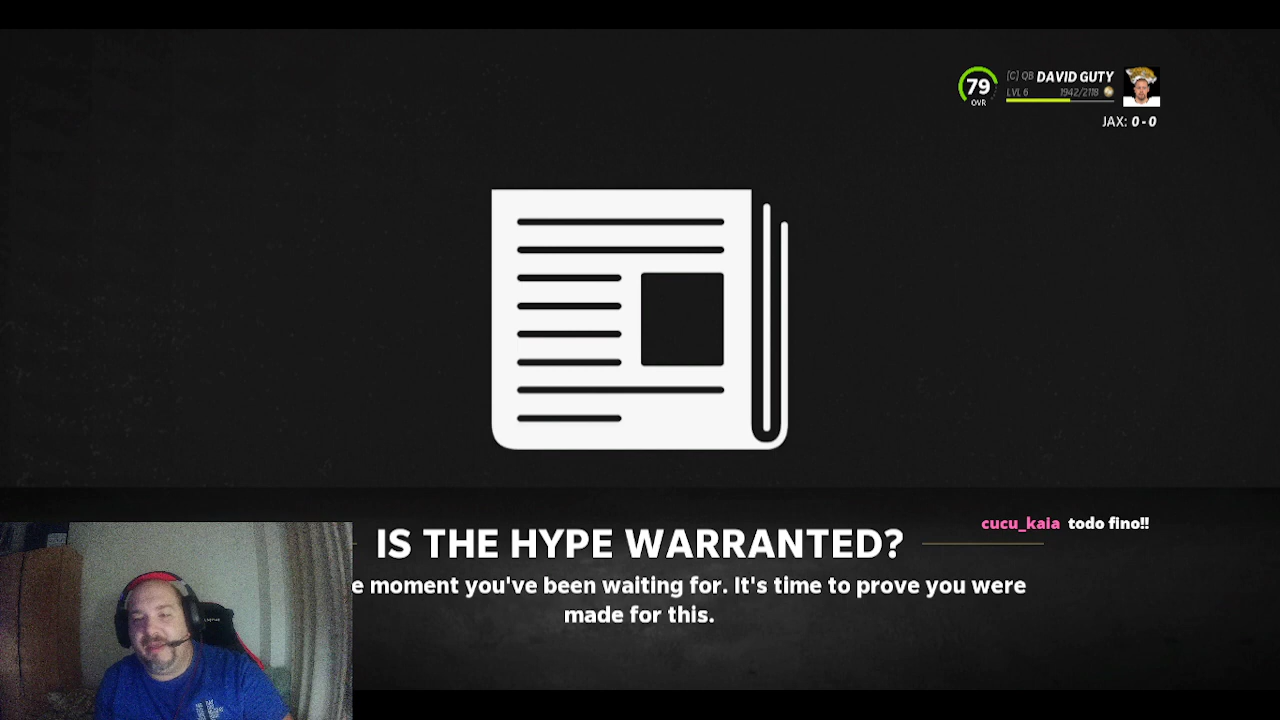 79
OVR
(C) QB DAVID GUTY
LVL 6 1942/2118
JAX: 0 - 0
cucu_kaia todo fino!!
IS THE HYPE WARRANTED?
e moment you've been waiting for. It's time to prove you were
made for this.